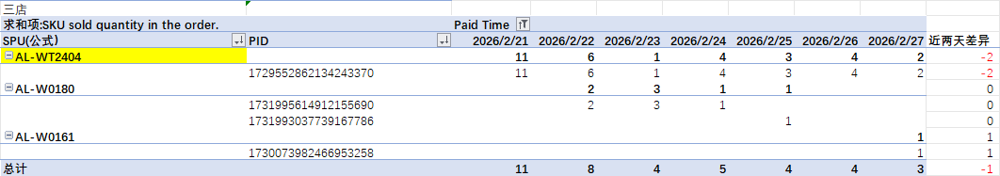 三店
求和项:SKU sold quantity in the order. Paid Time
SPU(公式) PID 2026/2/21 2026/2/22 2026/2/23 2026/2/24 2026/2/25 2026/2/26 2026/2/27 近两天差异
AL-WT2404 11 6 1 4 3 4 2 -2
1729552862134243370 11 6 1 4 3 4 2 -2
AL-W0180 2 3 1 1 0
1731995614912155690 2 3 1 0
1731993037739167786 1 0
AL-W0161 1 1
1730073982466953258 1 1
总计 11 8 4 5 4 4 3 -1